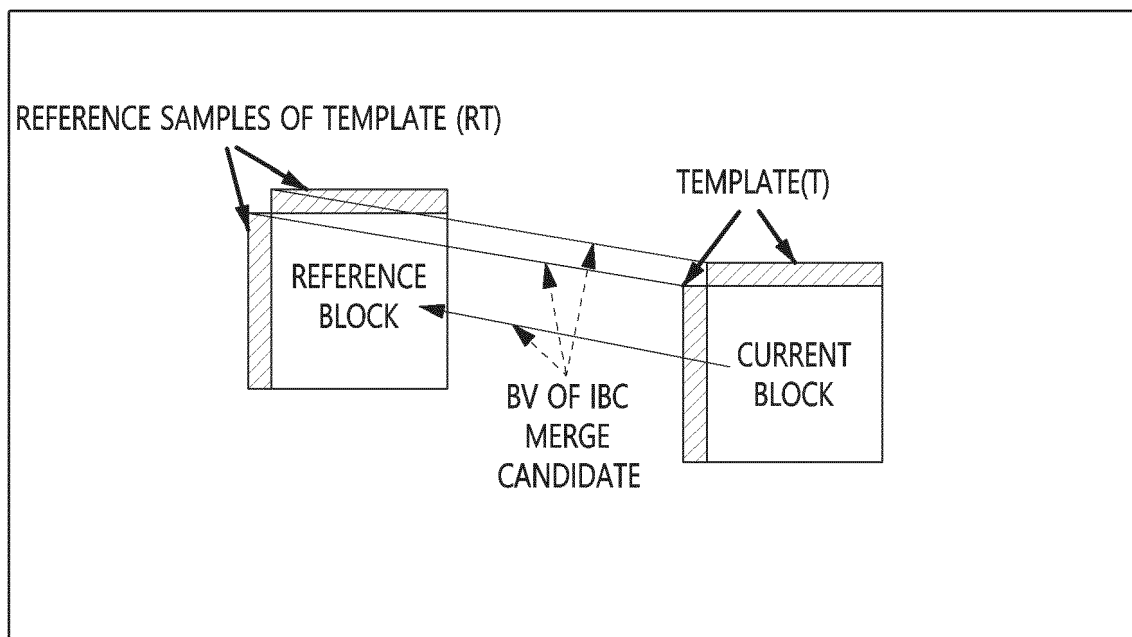 REFERENCE SAMPLES OF TEMPLATE (RT)
TEMPLATE(T)
REFERENCE
BLOCK
CURRENT
BLOCK
BV OF IBC
MERGE
CANDIDATE